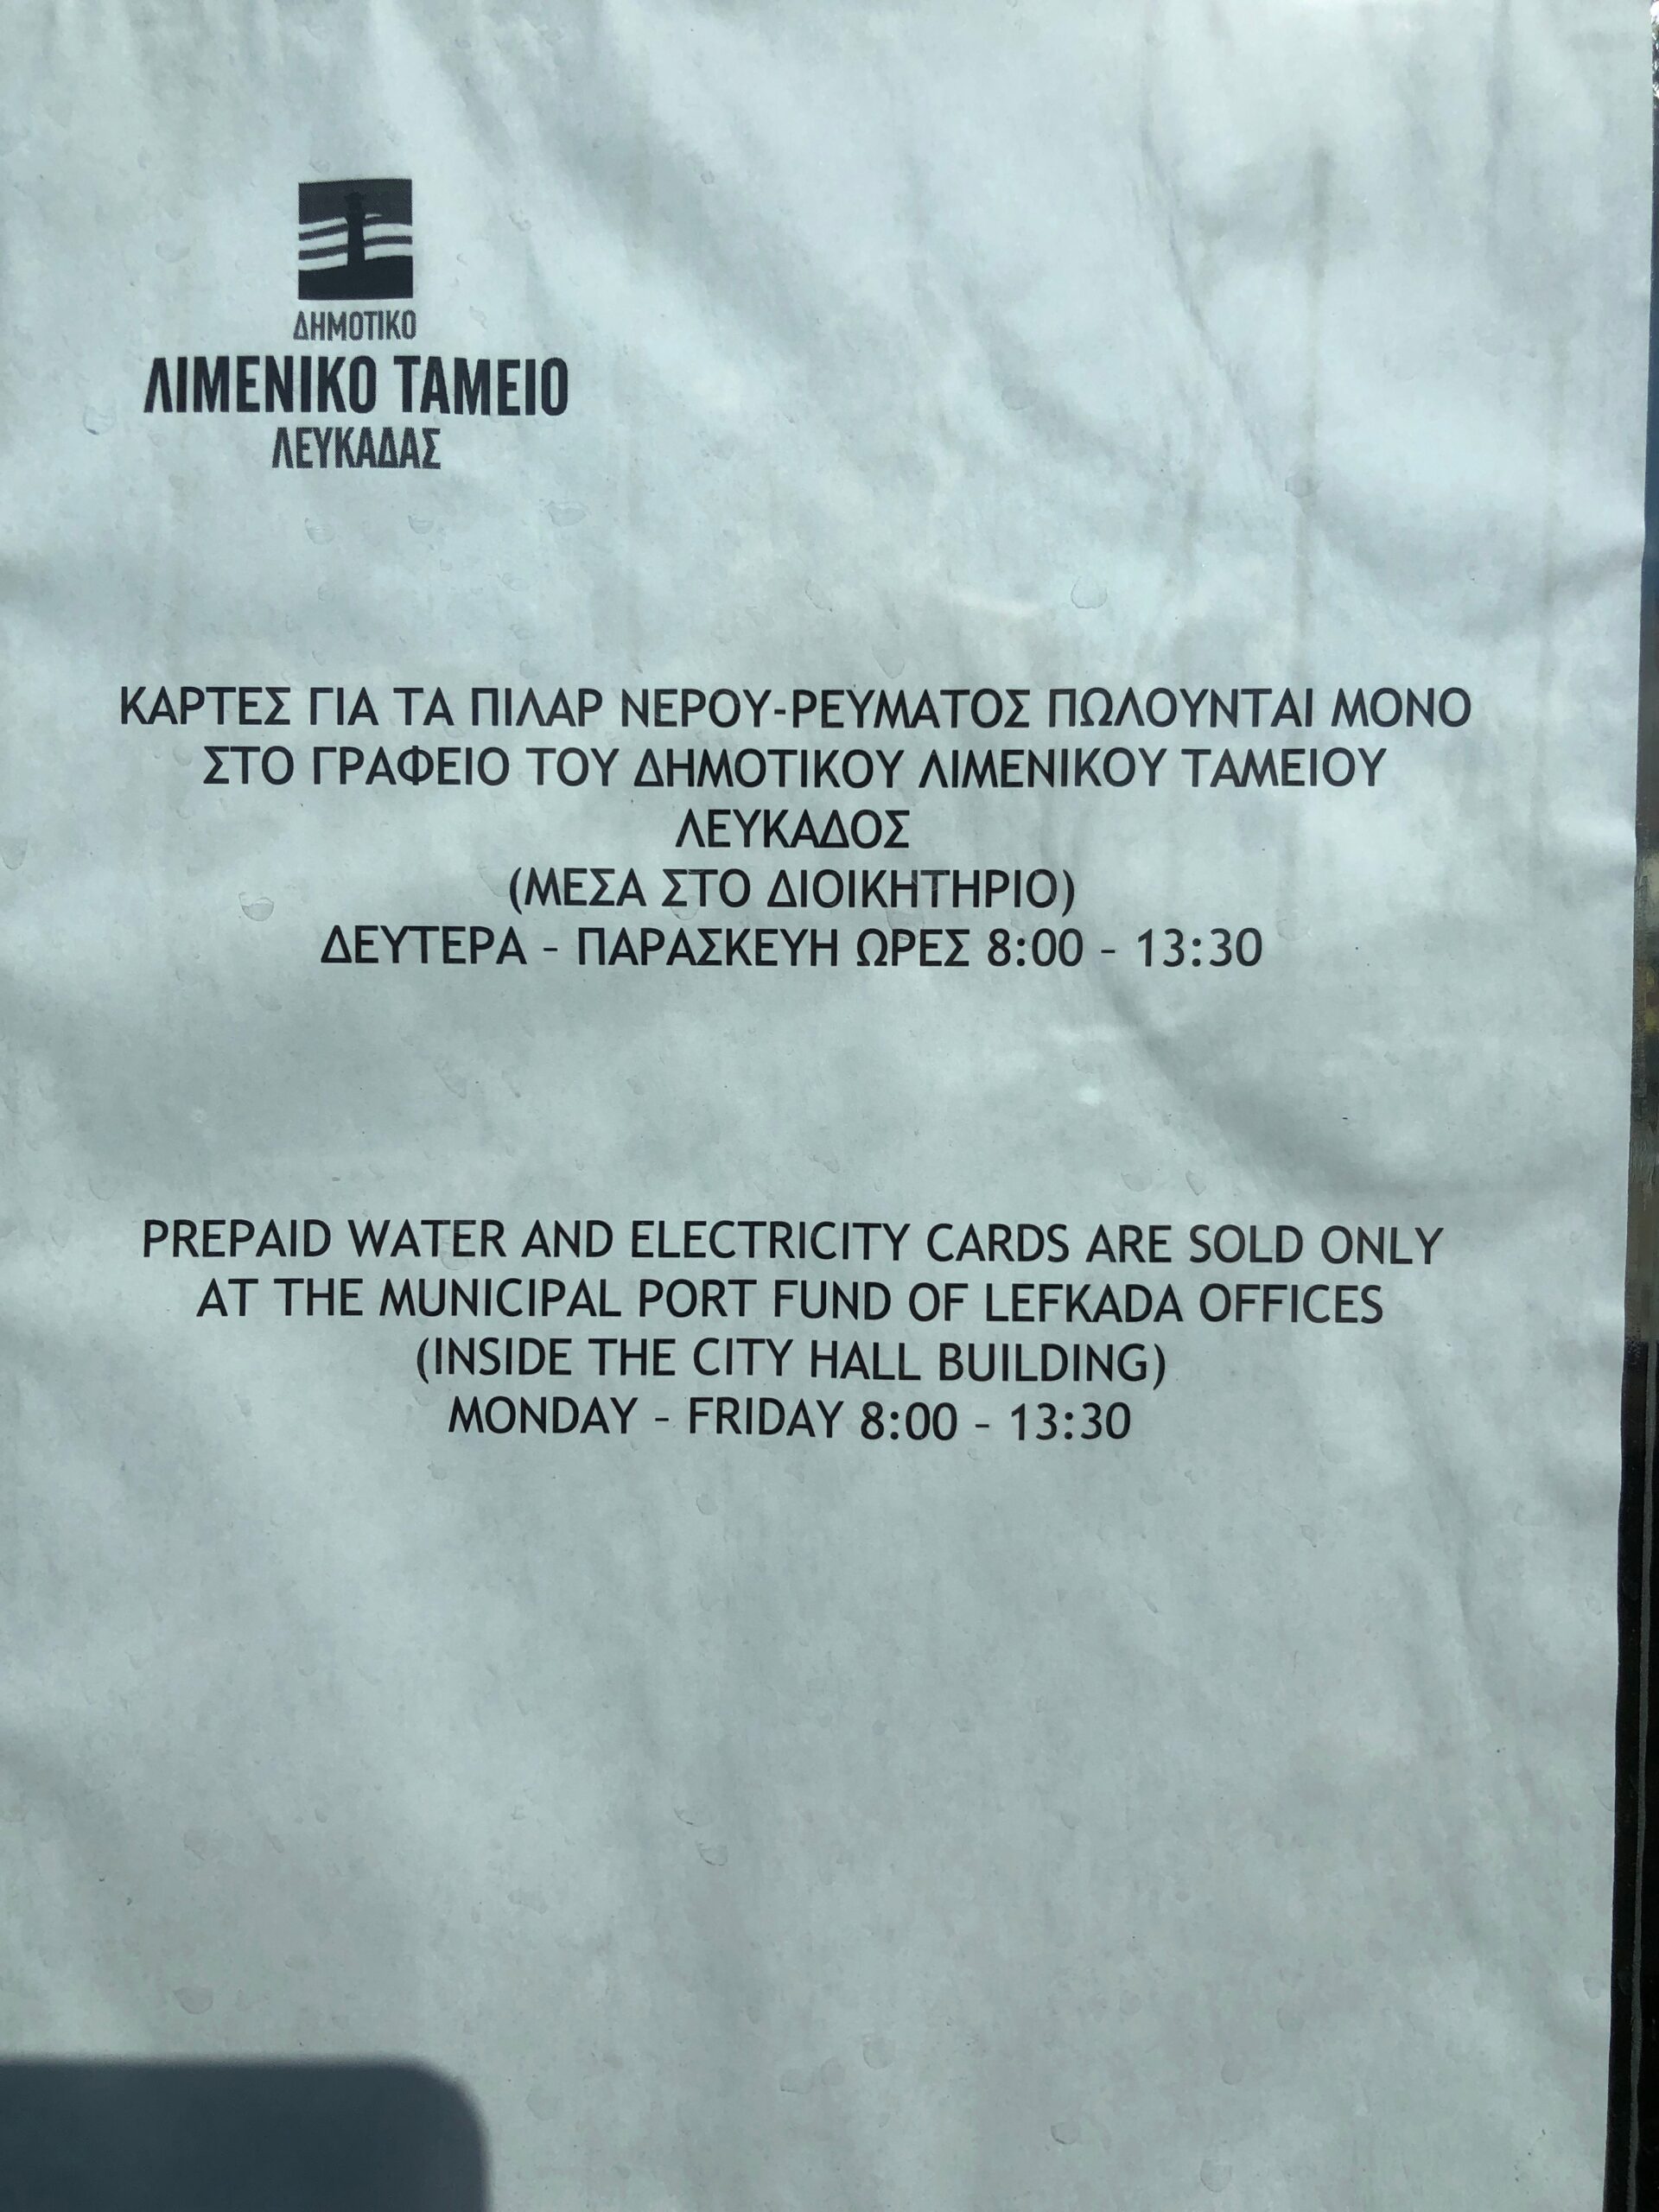 ΔΗΜΟΤΙΚΟ
ΛΙΜΕΝΙΚΟ ΤΑΜΕΙΟ
ΛΕΥΚΑΔΑΣ
ΚΑΡΤΕΣ ΓΙΑ ΤΑ ΠΙΛΑΡ ΝΕΡΟΥ-ΡΕΥΜΑΤΟΣ ΠΩΛΟΥΝΤΑΙ ΜΟΝΟ
ΣΤΟ ΓΡΑΦΕΙΟ ΤΟΥ ΔΗΜΟΤΙΚΟΥ ΛΙΜΕΝΙΚΟΥ ΤΑΜΕΙΟΥ
ΛΕΥΚΑΔΟΣ
(ΜΕΣΑ ΣΤΟ ΔΙΟΙΚΗΤΗΡΙΟ)
ΔΕΥΤΕΡΑ - ΠΑΡΑΣΚΕΥΗ ΩΡΕΣ 8:00 - 13:30
PREPAID WATER AND ELECTRICITY CARDS ARE SOLD ONLY
AT THE MUNICIPAL PORT FUND OF LEFKADA OFFICES
(INSIDE THE CITY HALL BUILDING)
MONDAY - FRIDAY 8:00 - 13:30